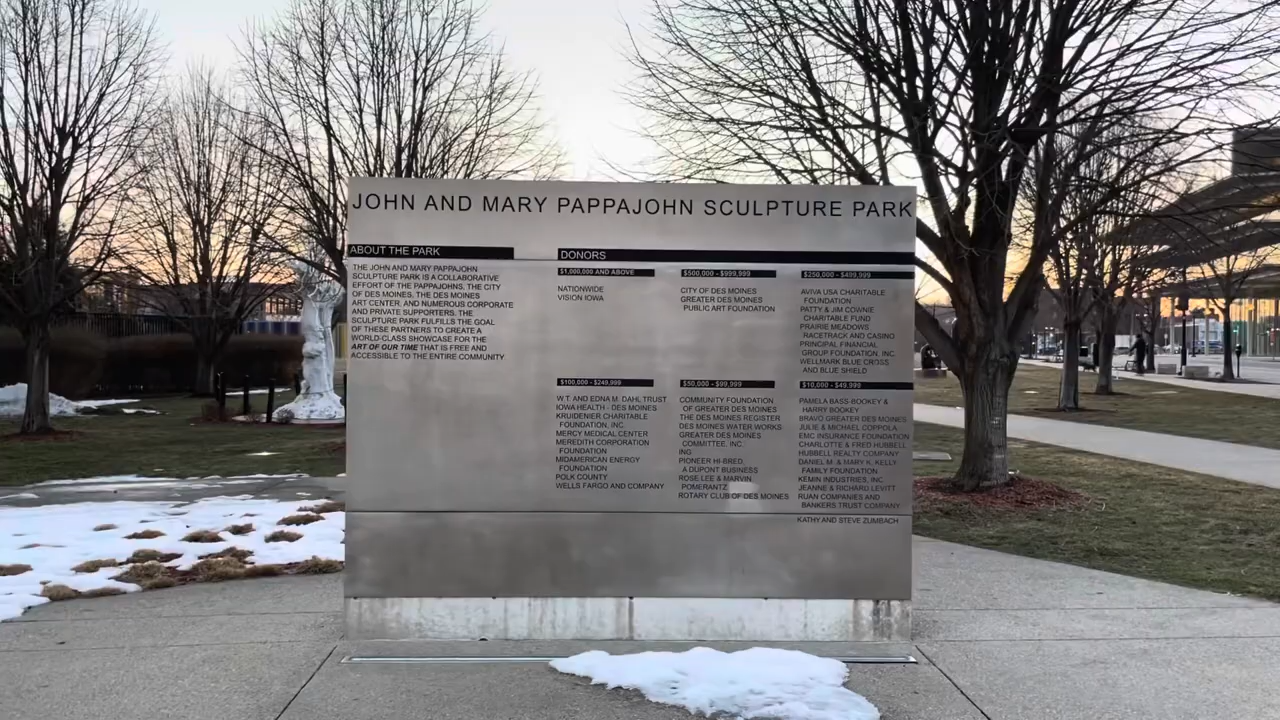 JOHN AND MARY PAPPAJOHN SCULPTURE PARK
ABOUT THE PARK
THE JOHN AND MARY PAPPAJOHN
SCULPTURE PARK IS A COLLABORATIVE
EFFORT OF THE PAPPAJOHNS, THE CITY
OF DES MOINES, THE DES MOINES
ART CENTER, AND NUMEROUS CORPORATE
AND PRIVATE SUPPORTERS. THE
SCULPTURE PARK FULFILLS THE GOAL
OF THESE PARTNERS TO CREATE A
WORLD-CLASS SHOWCASE FOR THE
ART OF OUR TIME THAT IS FREE AND
ACCESSIBLE TO THE ENTIRE COMMUNITY
DONORS
$1,000,000 AND ABOVE
NATIONWIDE
VISION IOWA
$500,000 - $999,999
CITY OF DES MOINES
GREATER DES MOINES
PUBLIC ART FOUNDATION
$250,000 - $499,999
AVIVA USA CHARITABLE
FOUNDATION
PATTY & JIM COWNIE
CHARITABLE FUND
PRAIRIE MEADOWS
RACETRACK AND CASINO
PRINCIPAL FINANCIAL
GROUP FOUNDATION, INC.
WELLMARK BLUE CROSS
AND BLUE SHIELD
$100,000 - $249,999
W.T. AND EDNA M. DAHL TRUST
IOWA HEALTH - DES MOINES
KRUIDENIER CHARITABLE
FOUNDATION, INC.
MERCY MEDICAL CENTER
MEREDITH CORPORATION
FOUNDATION
MIDAMERICAN ENERGY
FOUNDATION
POLK COUNTY
WELLS FARGO AND COMPANY
$50,000 - $99,999
COMMUNITY FOUNDATION
OF GREATER DES MOINES
THE DES MOINES REGISTER
DES MOINES WATER WORKS
GREATER DES MOINES
COMMITTEE, INC.
ING
PIONEER HI-BRED,
A DUPONT BUSINESS
ROSE LEE & MARVIN
POMERANTZ
ROTARY CLUB OF DES MOINES
$10,000 - $49,999
PAMELA BASS-BOOKEY &
HARRY BOOKEY
BRAVO GREATER DES MOINES
JULIE & MICHAEL COPPOLA
EMC INSURANCE FOUNDATION
CHARLOTTE & FRED HUBBELL
HUBBELL REALTY COMPANY
DANIEL M. & MARY K. KELLY
FAMILY FOUNDATION
KEMIN INDUSTRIES, INC.
JEANNE & RICHARD LEVITT
RUAN COMPANIES AND
BANKERS TRUST COMPANY
KATHY AND STEVE ZUMBACH